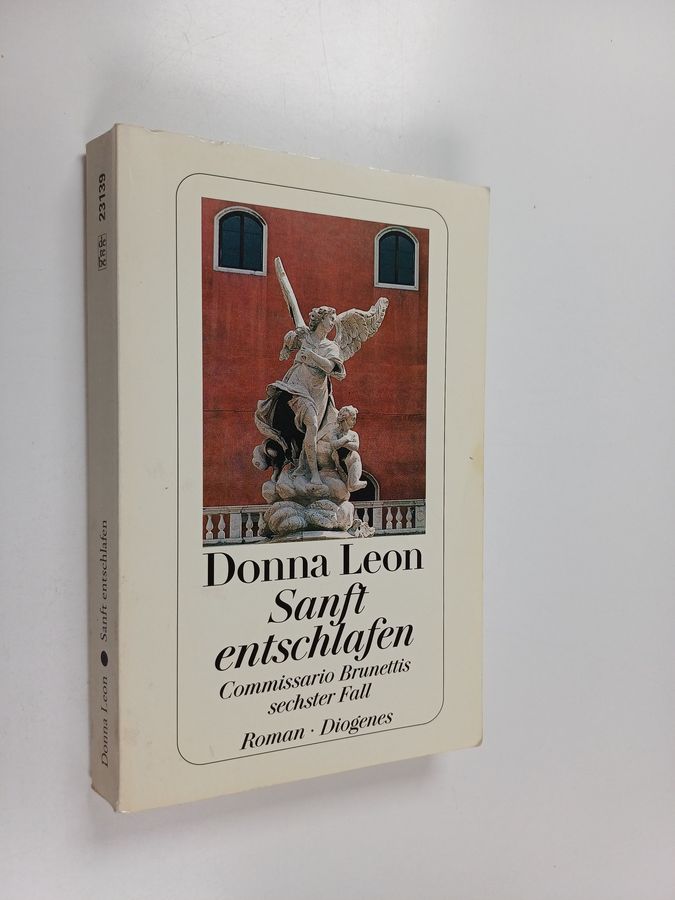 Donna Leon
Sanft
entschlafen
Commissario Brunettis
sechster Fall
Roman · Diogenes
Donna Leon ● Sanft entschlafen
23139